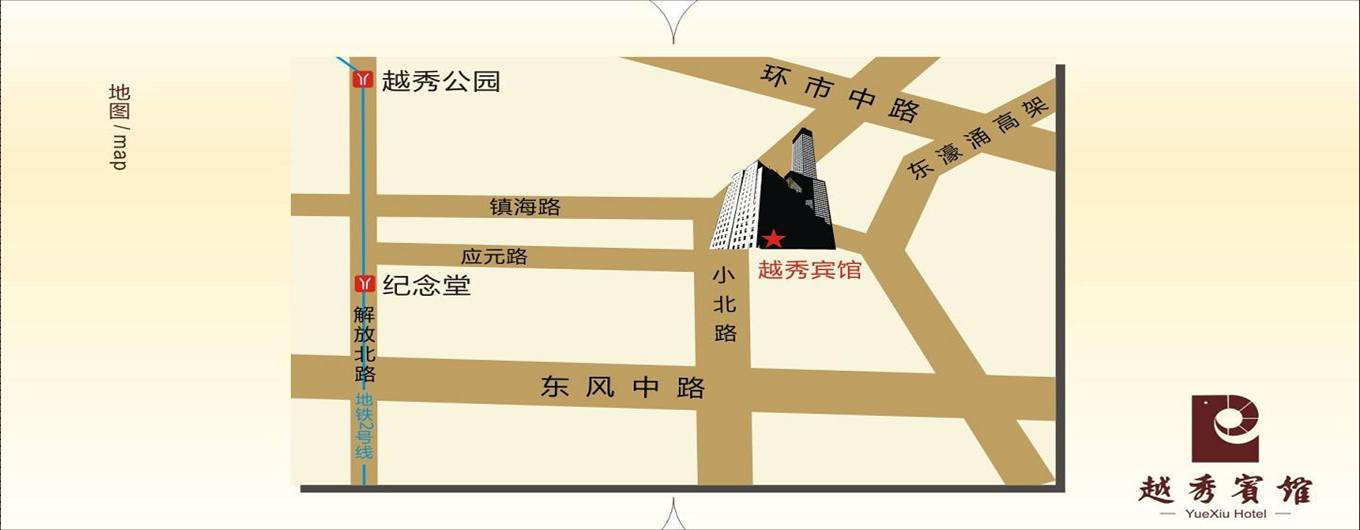 地图/map
越秀公园
环市中路
东濠涌高架
镇海路
应元路
纪念堂
越秀宾馆
小北路
解放北路
东风中路
地铁2号线
越秀賓馆
YueXiu Hotel